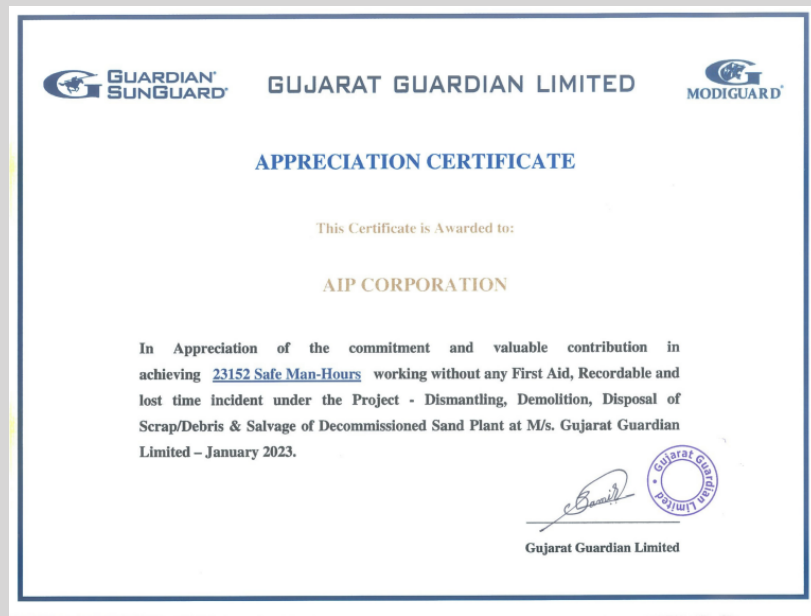 GUARDIAN®
SUNGUARD®
GUJARAT GUARDIAN LIMITED
MODIGUARD®
APPRECIATION CERTIFICATE
This Certificate is Awarded to:
AIP CORPORATION
In Appreciation of the commitment and valuable contribution in
achieving 23152 Safe Man-Hours working without any First Aid, Recordable and
lost time incident under the Project - Dismantling, Demolition, Disposal of
Scrap/Debris & Salvage of Decommissioned Sand Plant at M/s. Gujarat Guardian
Limited – January 2023.
Samir
Gujarat Guardian Limited
Gujarat Guardian Limited